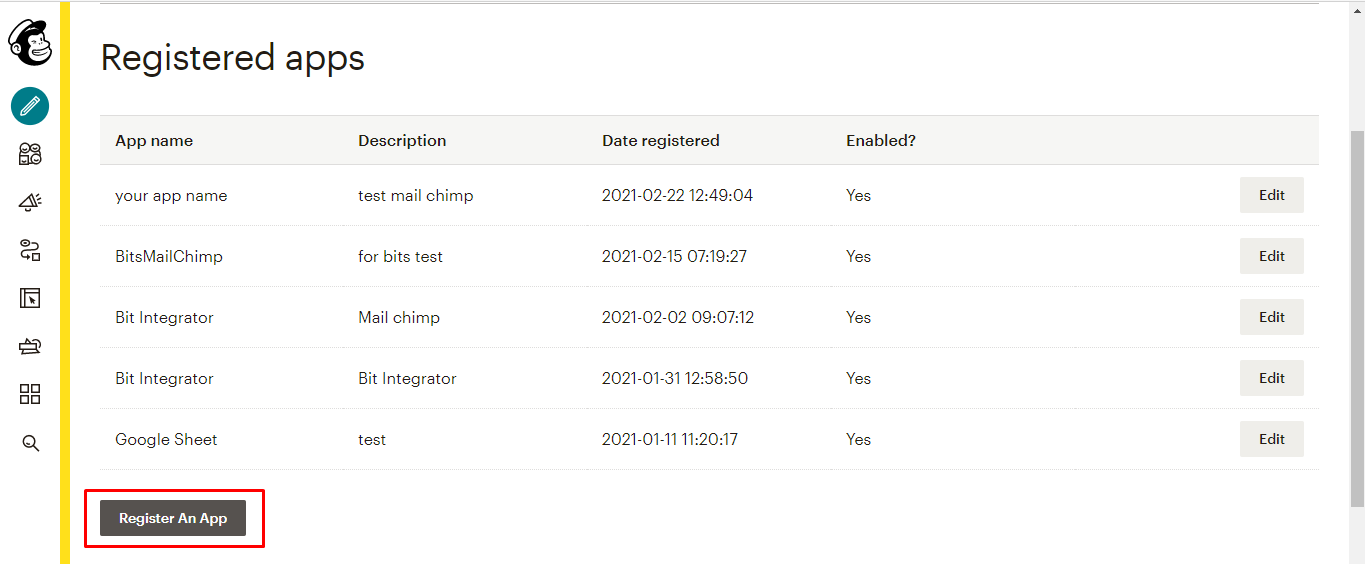 Registered apps
App name Description Date registered Enabled?
your app name test mail chimp 2021-02-22 12:49:04 Yes Edit
BitsMailChimp for bits test 2021-02-15 07:19:27 Yes Edit
Bit Integrator Mail chimp 2021-02-02 09:07:12 Yes Edit
Bit Integrator Bit Integrator 2021-01-31 12:58:50 Yes Edit
Google Sheet test 2021-01-11 11:20:17 Yes Edit
Register An App